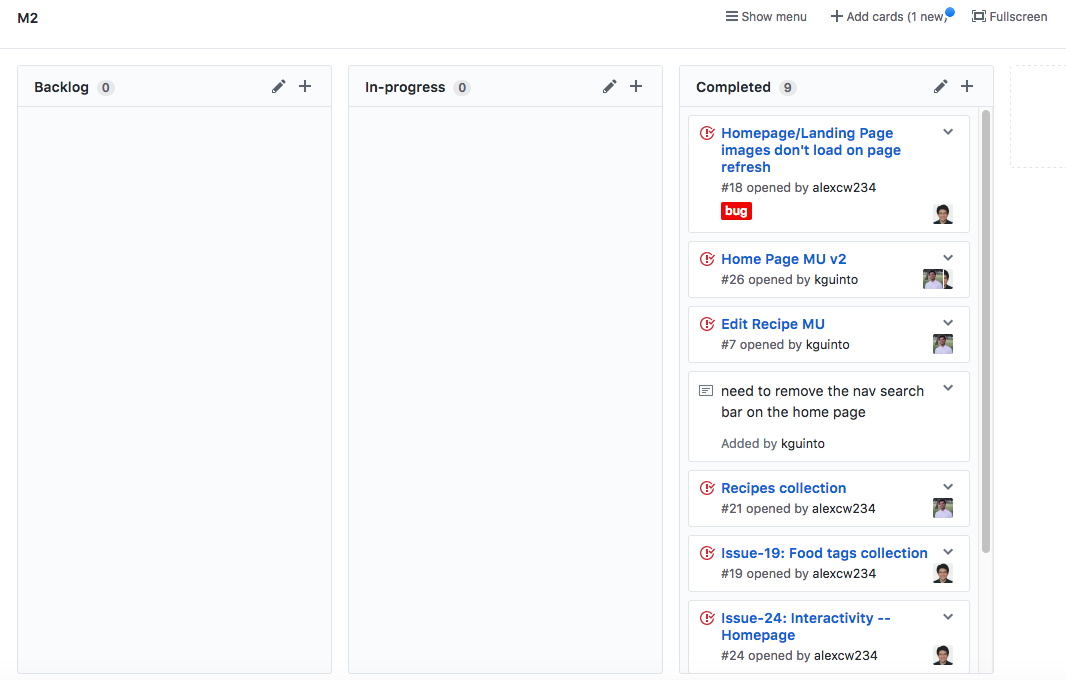 M2
Show menu
Add cards (1 new)
Fullscreen
Backlog 0
In-progress 0
Completed 9
Homepage/Landing Page
images don't load on page
refresh
#18 opened by alexcw234
bug
Home Page MU v2
#26 opened by kguinto
Edit Recipe MU
#7 opened by kguinto
need to remove the nav search
bar on the home page
Added by kguinto
Recipes collection
#21 opened by alexcw234
Issue-19: Food tags collection
#19 opened by alexcw234
Issue-24: Interactivity --
Homepage
#24 opened by alexcw234